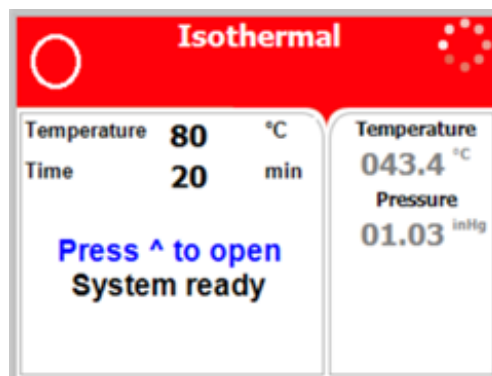 Isothermal
Temperature 80 °C
Time 20 min
Press ^ to open
System ready
Temperature
043.4 °C
Pressure
01.03 inHg